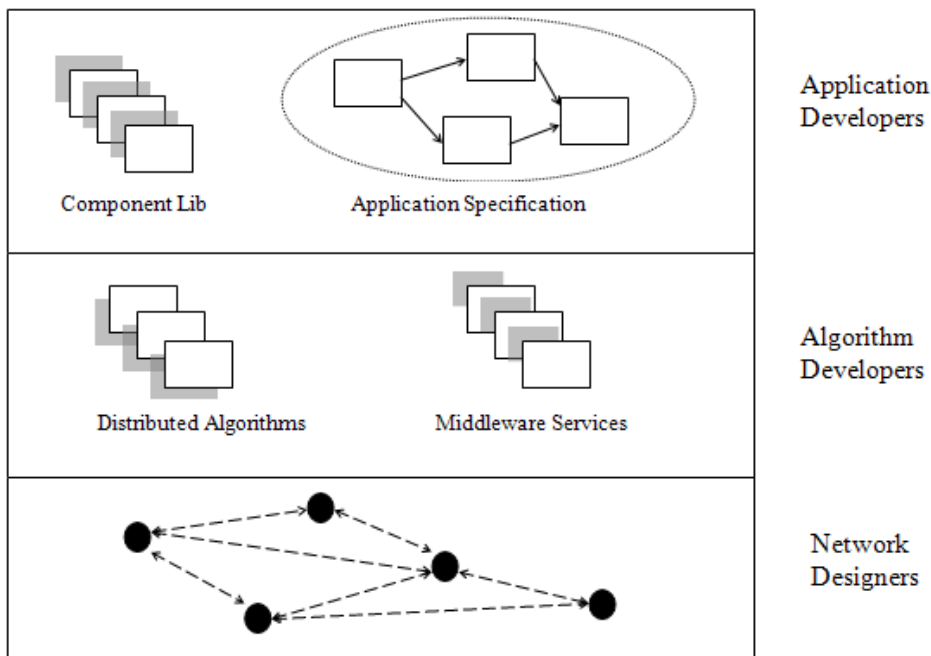 Component Lib
Application Specification
Application
Developers
Distributed Algorithms
Middleware Services
Algorithm
Developers
Network
Designers